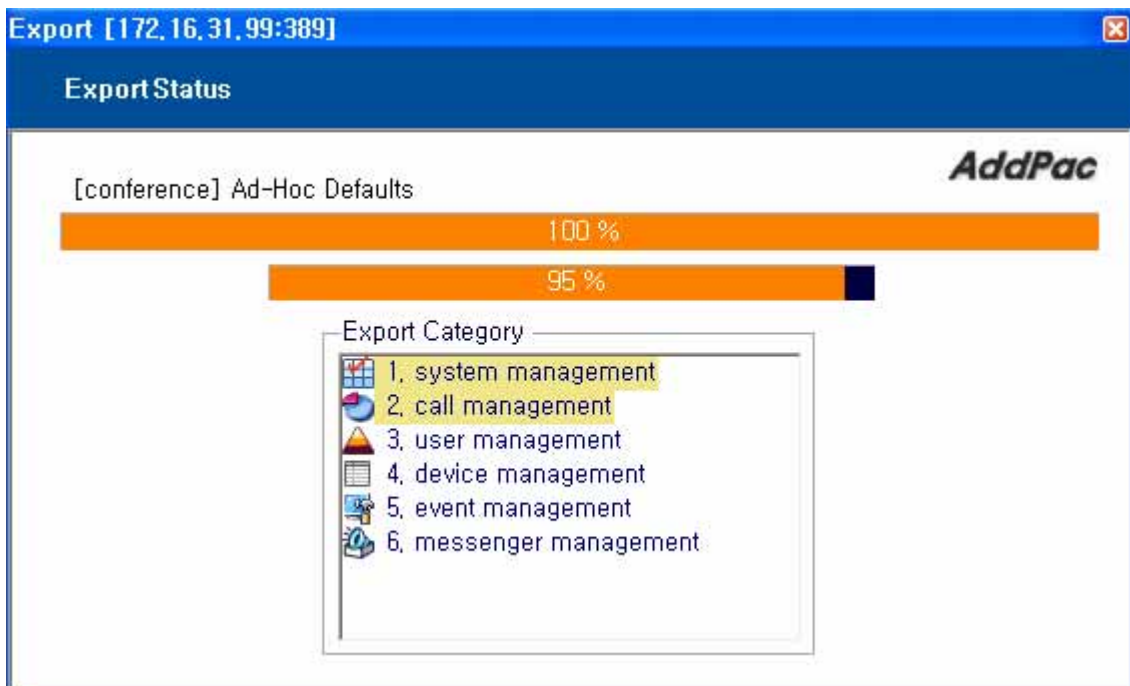 Export [172,16,31,99:389]
Export Status
AddPac
[conference] Ad-Hoc Defaults
100 %
95 %
Export Category
1, system management
2, call management
3, user management
4, device management
5, event management
6, messenger management